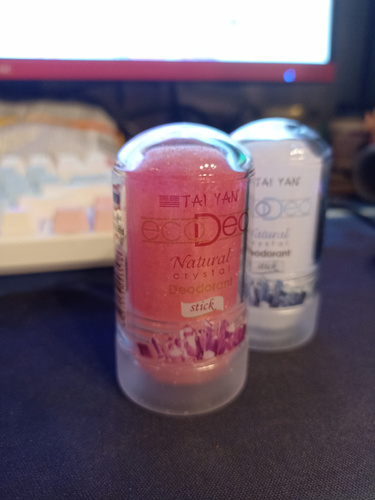 TAI YAN
ecoDeo
Natural
crystal
Deodorant
stick
TAI YAN
Natural
crystal
Deodorant
stick